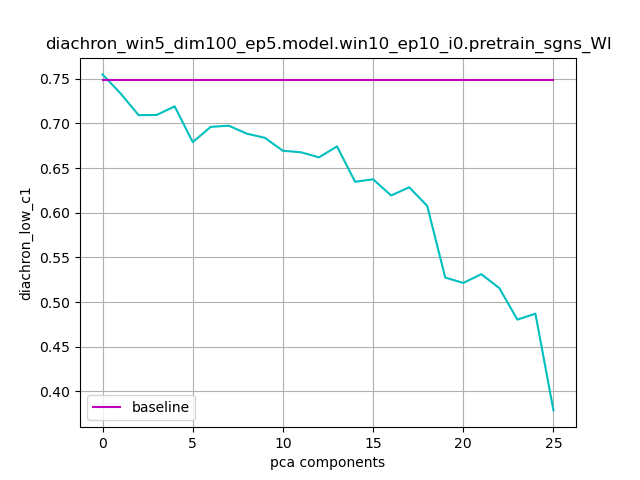 diachron_win5_dim100_ep5.model.win10_ep10_i0.pretrain_sgns_WI
0.75
0.70
0.65
0.60
0.55
0.50
0.45
0.40
diachron_low_c1
baseline
0 5 10 15 20 25
pca components